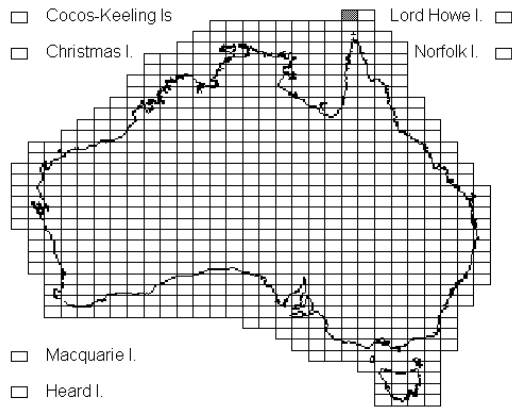 Cocos-Keeling Is
Lord Howe I.
Christmas I.
Norfolk I.
Macquarie I.
Heard I.